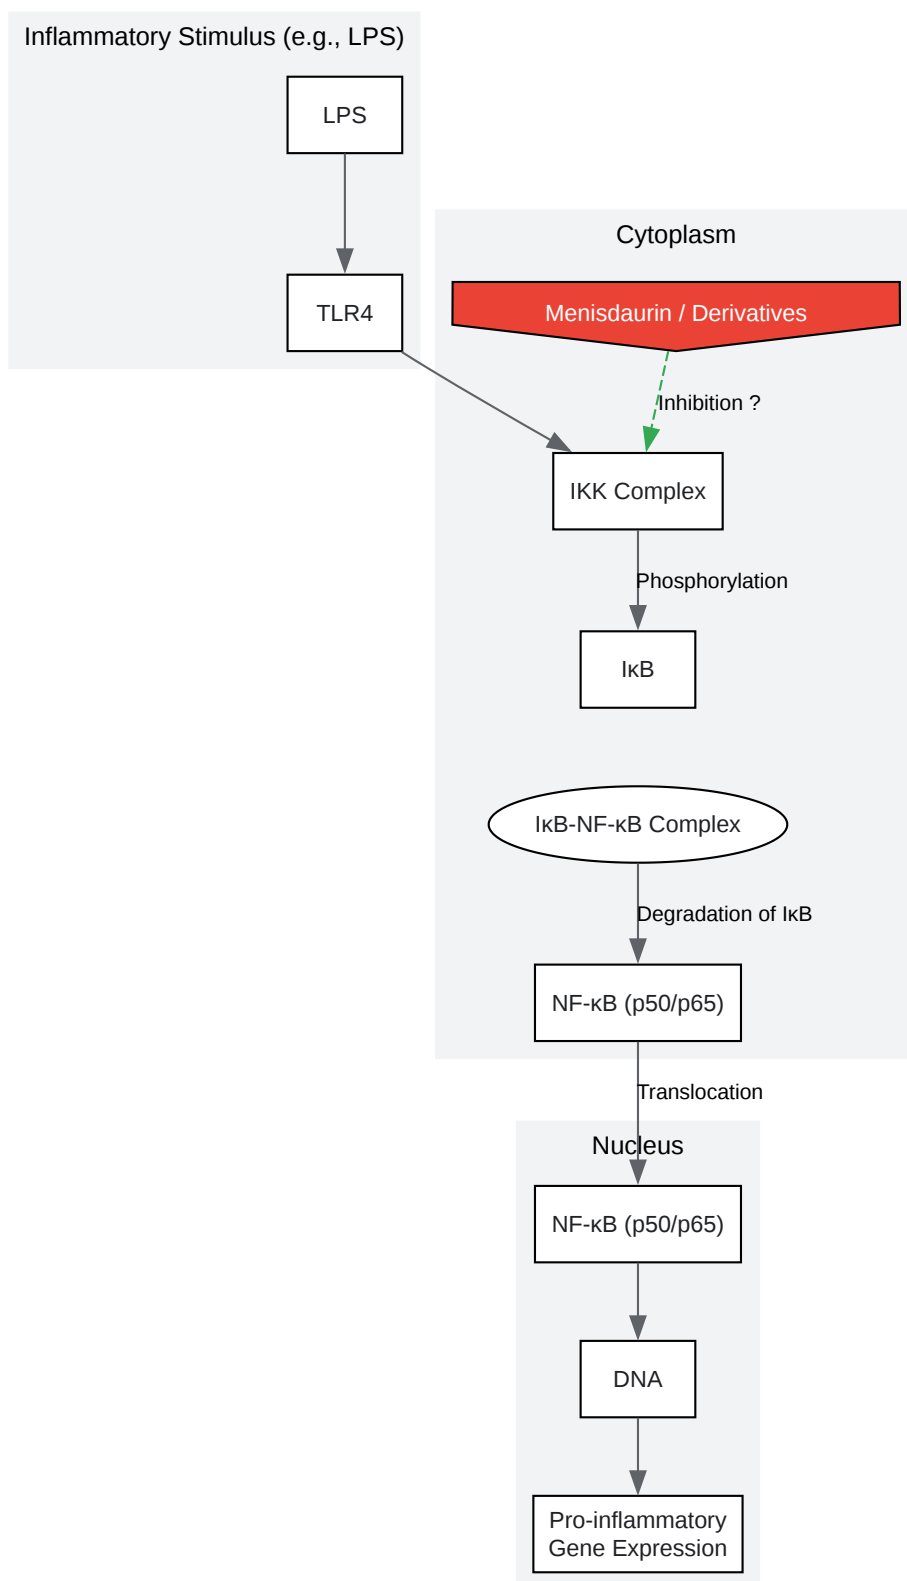 Inflammatory Stimulus (e.g., LPS)
LPS
TLR4
Cytoplasm
Menisdaurin / Derivatives
Inhibition ?
IKK Complex
Phosphorylation
IκB
IκB-NF-κB Complex
Degradation of IκB
NF-κB (p50/p65)
Translocation
Nucleus
NF-κB (p50/p65)
DNA
Pro-inflammatory
Gene Expression